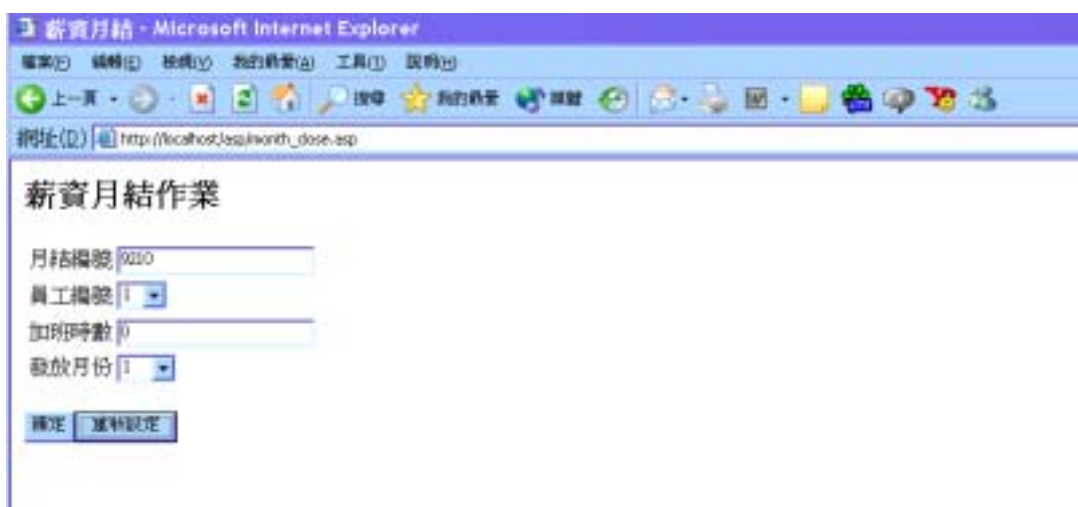 薪資月結 - Microsoft Internet Explorer
檔案(F) 編輯(E) 檢視(V) 我的最愛(A) 工具(T) 說明(H)
上一頁 搜尋 我的最愛 媒體
網址(D) http://localhost/asp/month_close.asp
薪資月結作業
月結編號 9210
員工編號 1
加班時數 0
發放月份 1
確定 重新設定